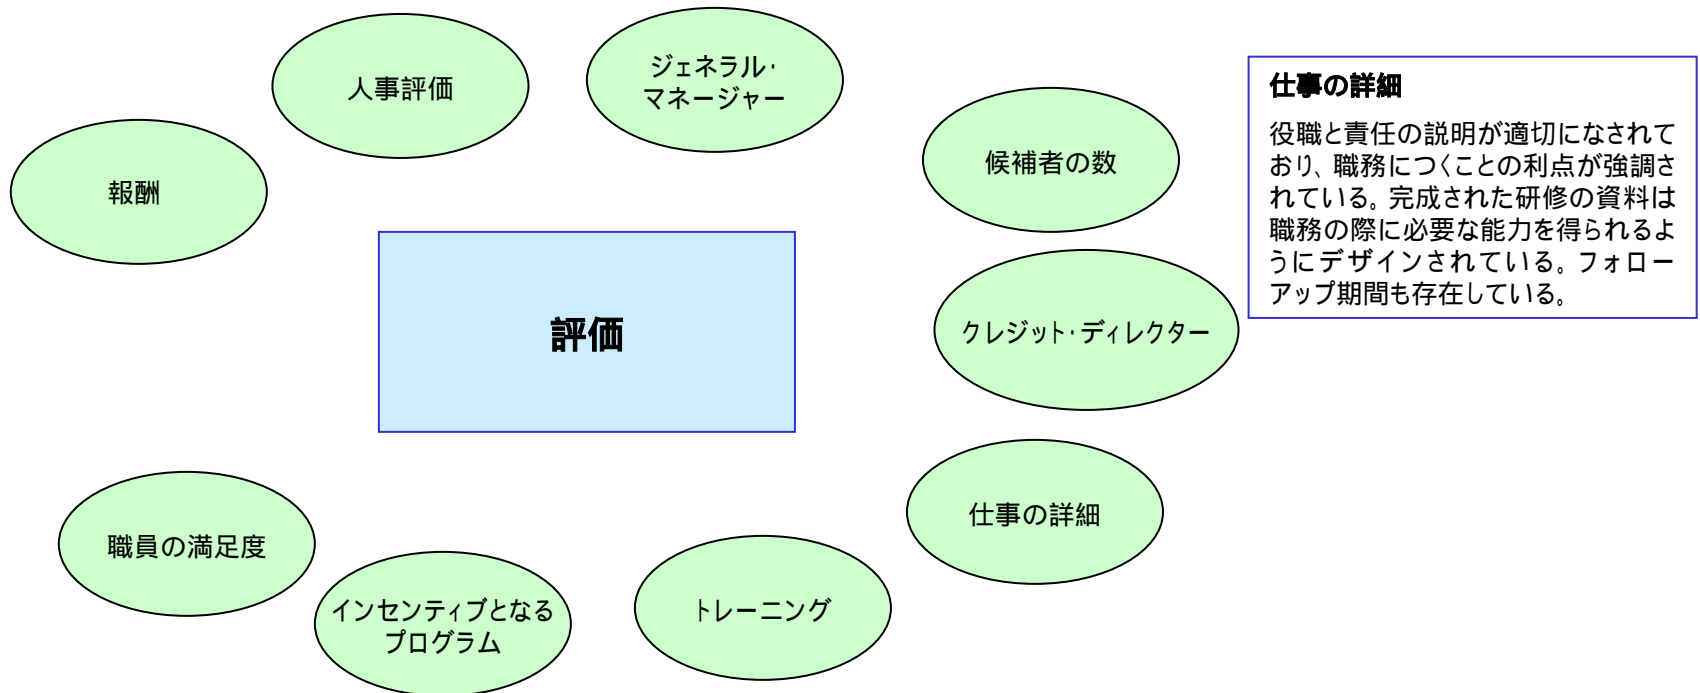 人事評価
ジェネラル・
マネージャー
報酬
候補者の数
仕事の詳細
役職と責任の説明が適切になされて
おり、職務につくことの利点が強調さ
れている。完成された研修の資料は
職務の際に必要な能力を得られるよ
うにデザインされている。フォロー
アップ期間も存在している。
評価
クレジット・ディレクター
仕事の詳細
職員の満足度
インセンティブとなる
プログラム
トレーニング